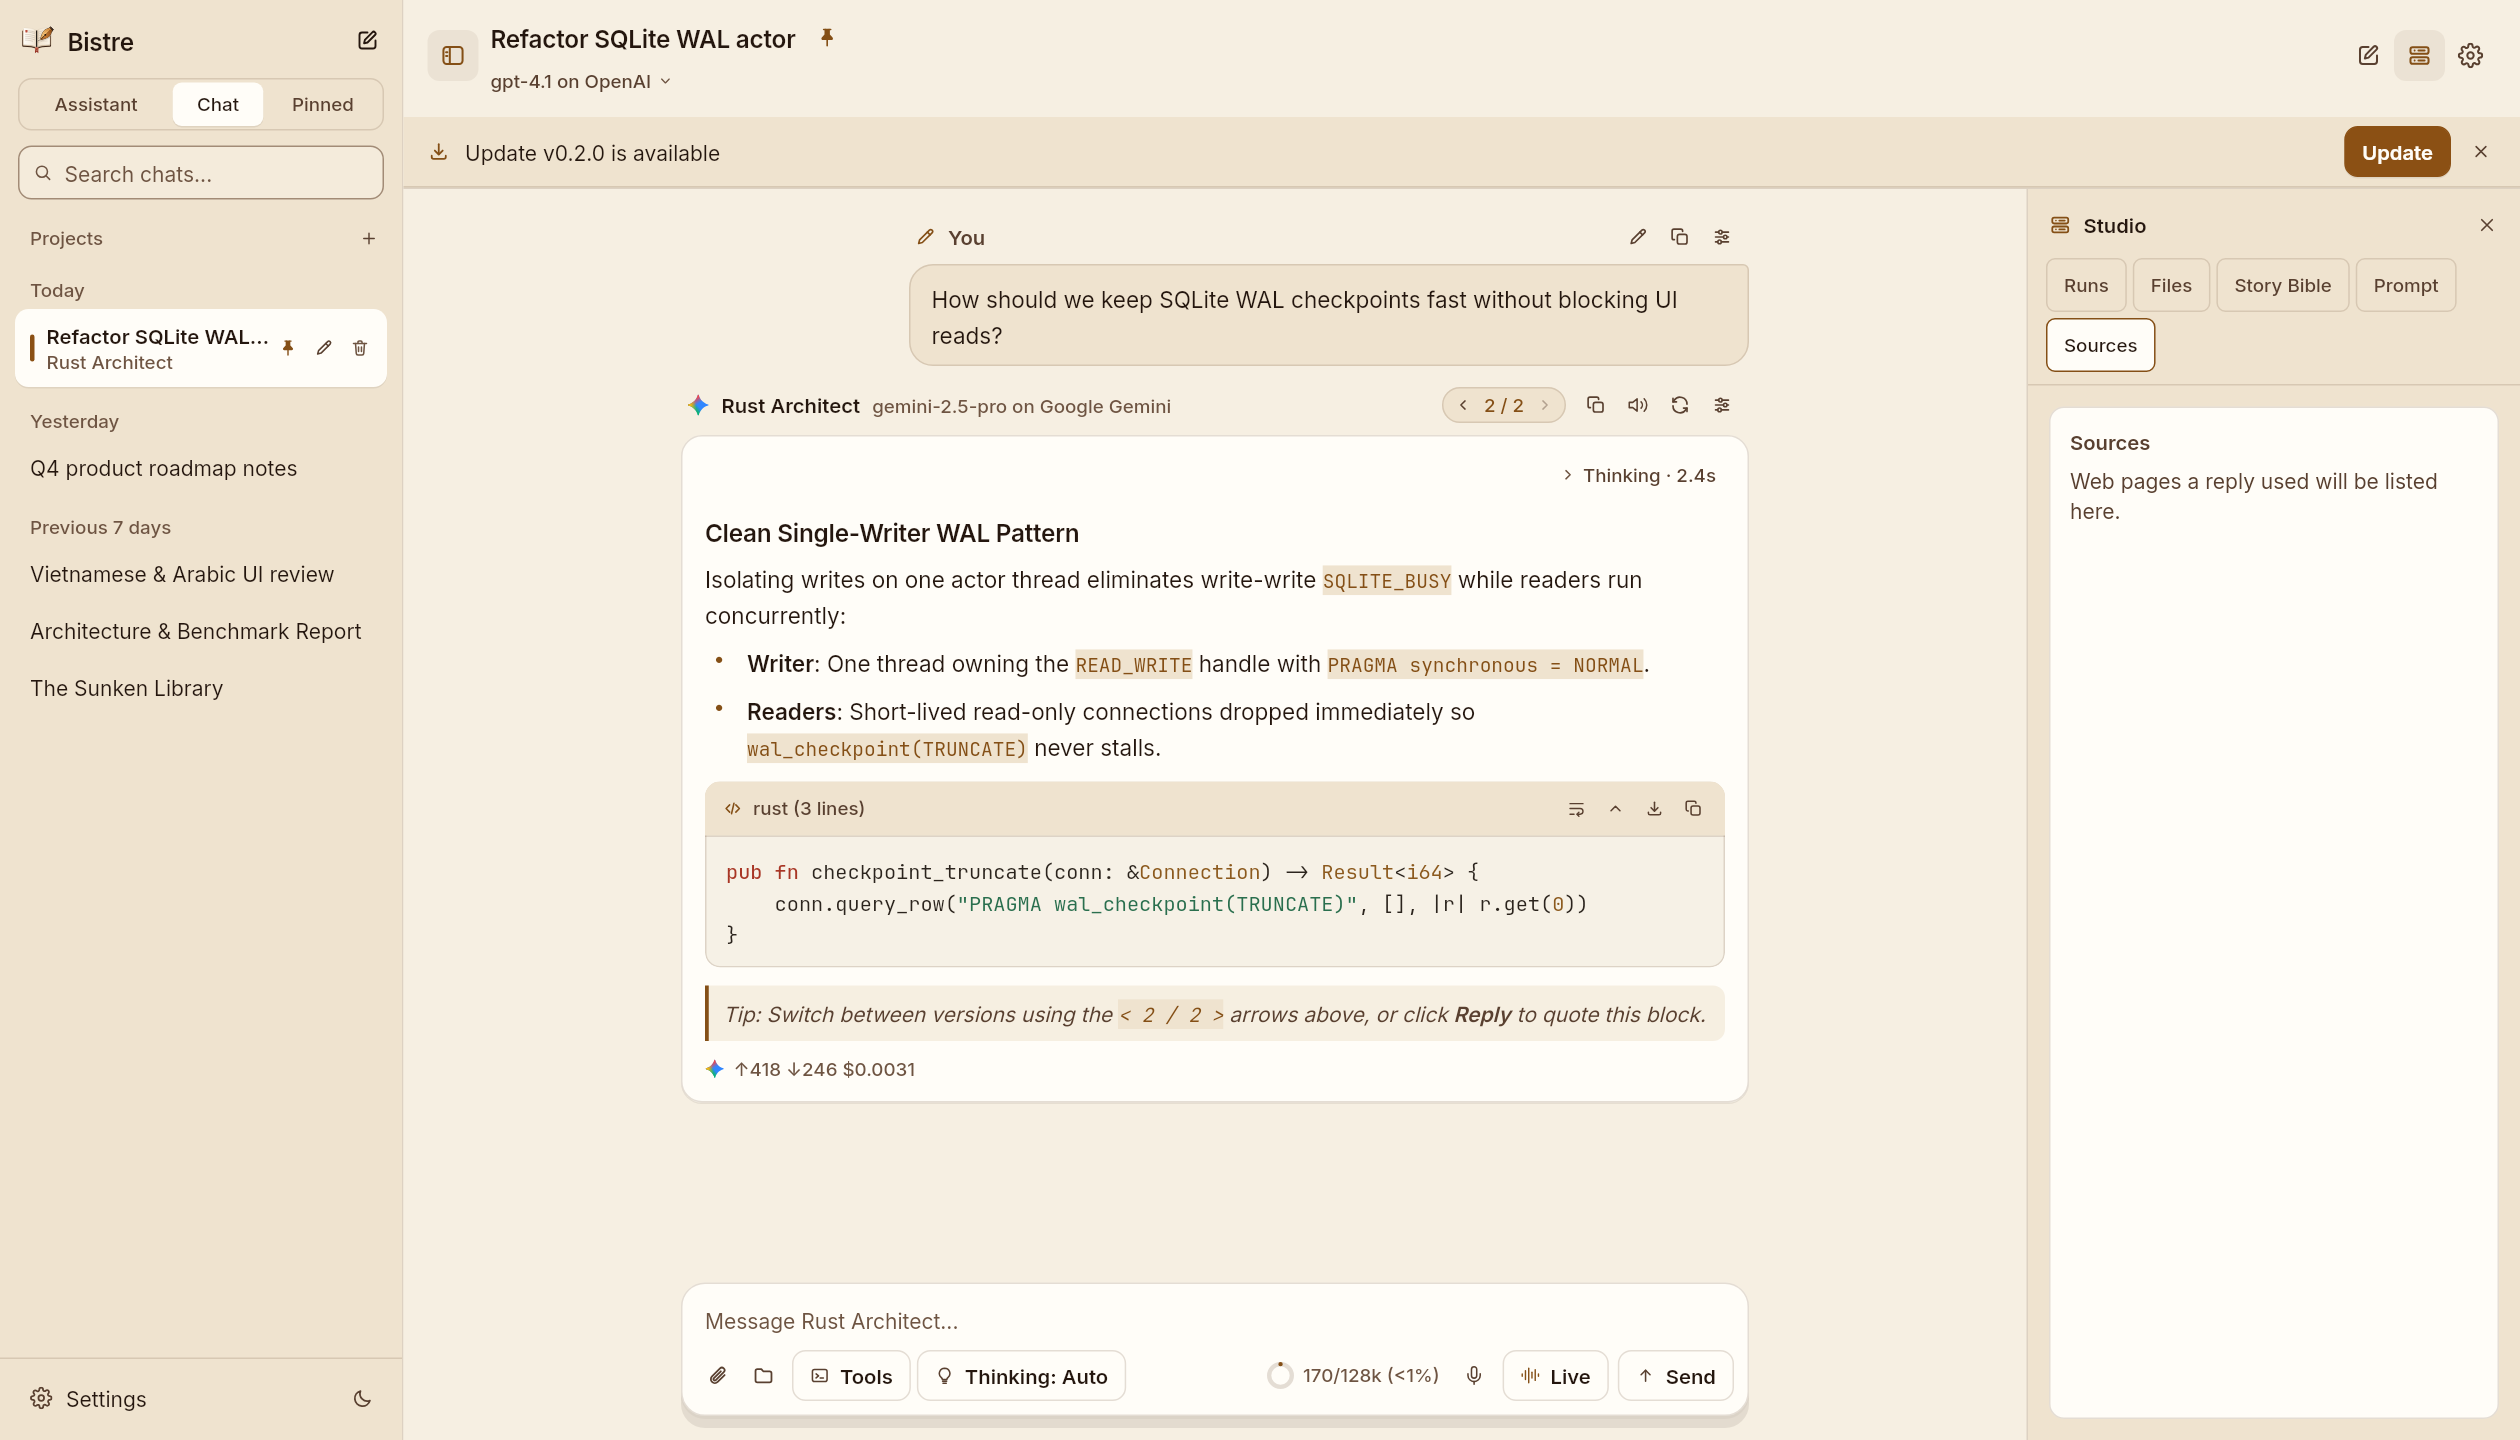 Bistre
Assistant
Chat
Pinned
Search chats...
Projects
Today
Refactor SQLite WAL...
Rust Architect
Yesterday
Q4 product roadmap notes
Previous 7 days
Vietnamese & Arabic UI review
Architecture & Benchmark Report
The Sunken Library
Settings
Refactor SQLite WAL actor
gpt-4.1 on OpenAI
Update v0.2.0 is available
Update
You
How should we keep SQLite WAL checkpoints fast without blocking UI
reads?
Rust Architect gemini-2.5-pro on Google Gemini
2 / 2
Thinking · 2.4s
Clean Single-Writer WAL Pattern
Isolating writes on one actor thread eliminates write-write SQLITE_BUSY while readers run
concurrently:
• Writer: One thread owning the READ_WRITE handle with PRAGMA synchronous = NORMAL.
• Readers: Short-lived read-only connections dropped immediately so
wal_checkpoint(TRUNCATE) never stalls.
rust (3 lines)
pub fn checkpoint_truncate(conn: &Connection) -> Result<i64> {
    conn.query_row("PRAGMA wal_checkpoint(TRUNCATE)", [], |r| r.get(0))
}
Tip: Switch between versions using the < 2 / 2 > arrows above, or click Reply to quote this block.
↑418 ↓246 $0.0031
Message Rust Architect...
Tools
Thinking: Auto
170/128k (<1%)
Live
Send
Studio
Runs
Files
Story Bible
Prompt
Sources
Sources
Web pages a reply used will be listed
here.